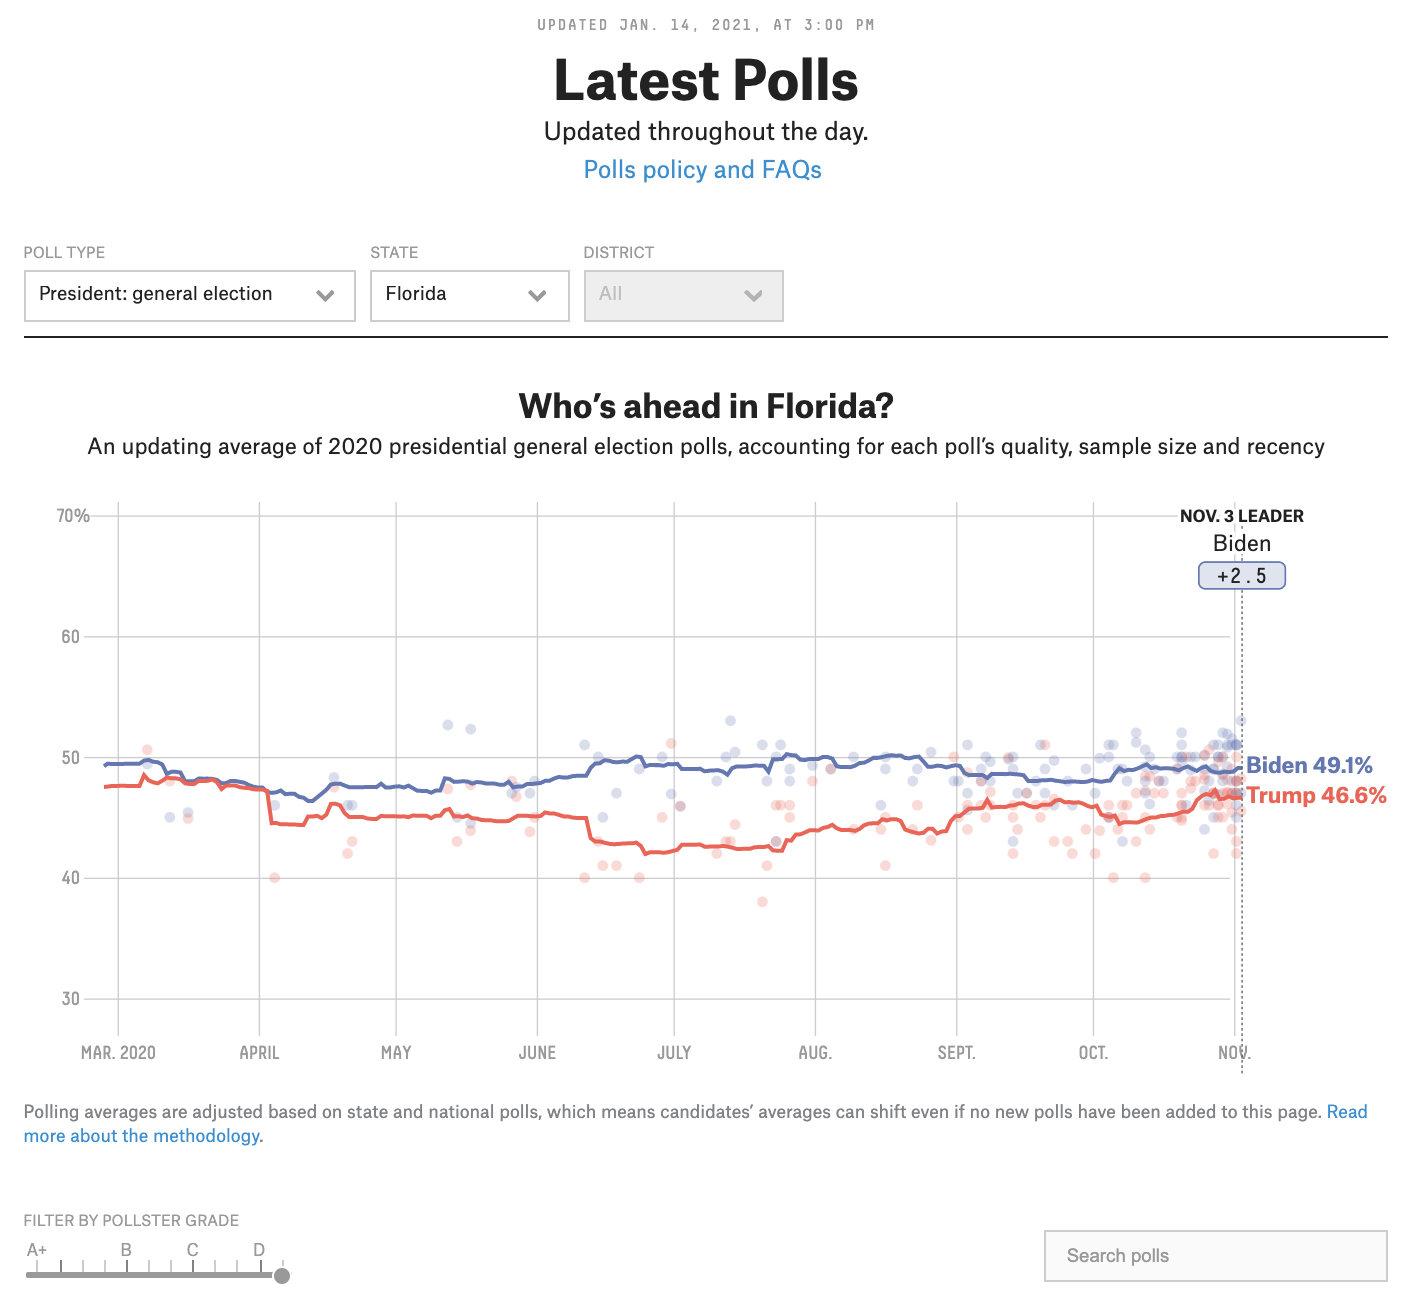 UPDATED JAN. 14, 2021, AT 3:00 PM
Latest Polls
Updated throughout the day.
Polls policy and FAQs
POLL TYPE
STATE
DISTRICT
President: general election
Florida
All
Who's ahead in Florida?
An updating average of 2020 presidential general election polls, accounting for each poll's quality, sample size and recency
70%
NOV. 3 LEADER
Biden
+2.5
60
50
Biden 49.1%
Trump 46.6%
40
30
MAR. 2020
APRIL
MAY
JUNE
JULY
AUG.
SEPT.
OCT.
NOV.
Polling averages are adjusted based on state and national polls, which means candidates' averages can shift even if no new polls have been added to this page. Read
more about the methodology.
FILTER BY POLLSTER GRADE
A+
B
C
D
Search polls